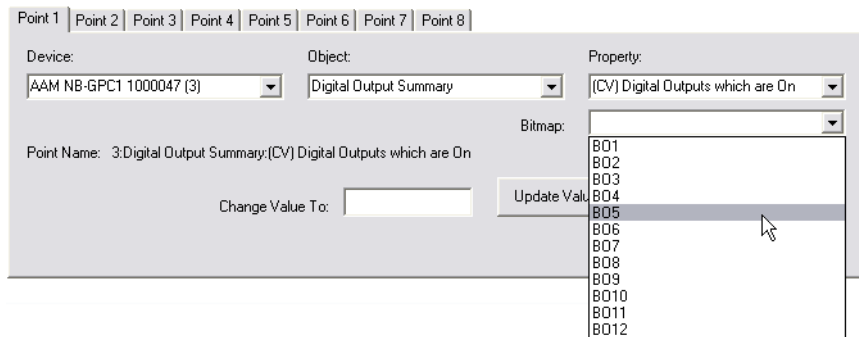 Point 1 Point 2 Point 3 Point 4 Point 5 Point 6 Point 7 Point 8
Device: Object: Property:
AAM NB-GPC1 1000047 (3) Digital Output Summary (CV) Digital Outputs which are On
Bitmap:
Point Name: 3:Digital Output Summary:(CV) Digital Outputs which are On
Change Value To: Update Valu
BO1
BO2
BO3
BO4
BO5
BO6
BO7
BO8
BO9
BO10
BO11
BO12